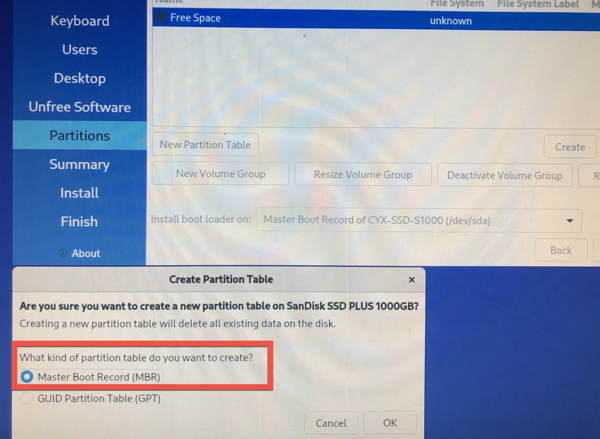 Name File System File System Label M
Free Space unknown
Keyboard
Users
Desktop
Unfree Software
Partitions
Summary
Install
Finish
About
New Partition Table Create
New Volume Group Resize Volume Group Deactivate Volume Group R
Install boot loader on: Master Boot Record of CYX-SSD-S1000 (/dev/sda)
Back
Create Partition Table ×
Are you sure you want to create a new partition table on SanDisk SSD PLUS 1000GB?
Creating a new partition table will delete all existing data on the disk.
What kind of partition table do you want to create?
Master Boot Record (MBR)
GUID Partition Table (GPT)
Cancel OK